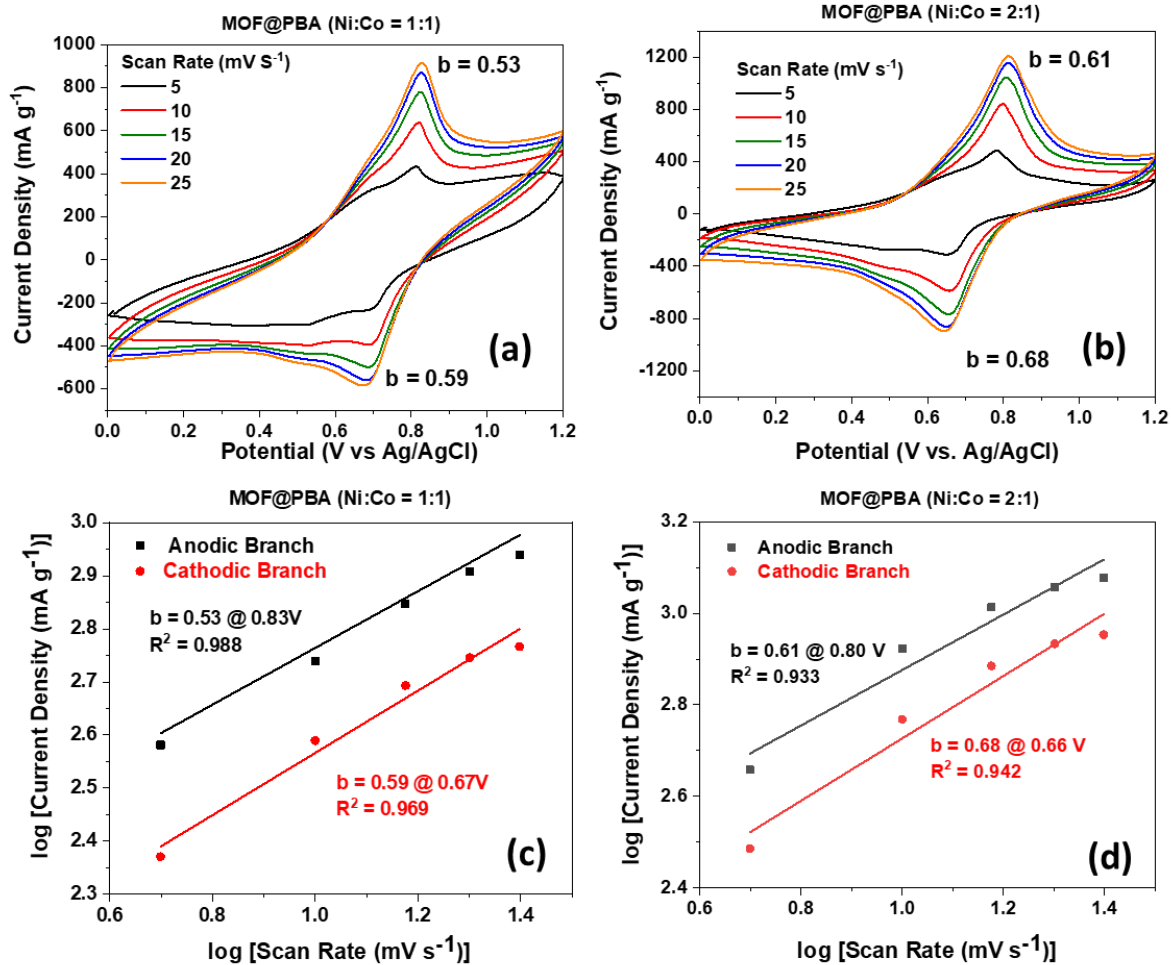 MOF@PBA (Ni:Co = 1:1)
1000
800
600
400
200
0
-200
-400
-600
Current Density (mA g-1)
Scan Rate (mV S-1)
5
10
15
20
25
b = 0.53
b = 0.59
(a)
0.0 0.2 0.4 0.6 0.8 1.0 1.2
Potential (V vs Ag/AgCl)
MOF@PBA (Ni:Co = 2:1)
1200
800
400
0
-400
-800
-1200
Current Density (mA g-1)
Scan Rate (mV s-1)
5
10
15
20
25
b = 0.61
b = 0.68
(b)
0.0 0.2 0.4 0.6 0.8 1.0 1.2
Potential (V vs. Ag/AgCl)
MOF@PBA (Ni:Co = 1:1)
3.0
2.9
2.8
2.7
2.6
2.5
2.4
2.3
log [Current Density (mA g-1)]
Anodic Branch
Cathodic Branch
b = 0.53 @ 0.83V
R2 = 0.988
b = 0.59 @ 0.67V
R2 = 0.969
(c)
0.6 0.8 1.0 1.2 1.4
log [Scan Rate (mV s-1)]
MOF@PBA (Ni:Co = 2:1)
3.2
3.0
2.8
2.6
2.4
log [Current Density (mA g-1)]
Anodic Branch
Cathodic Branch
b = 0.61 @ 0.80 V
R2 = 0.933
b = 0.68 @ 0.66 V
R2 = 0.942
(d)
0.6 0.8 1.0 1.2 1.4
log [Scan Rate (mV s-1)]